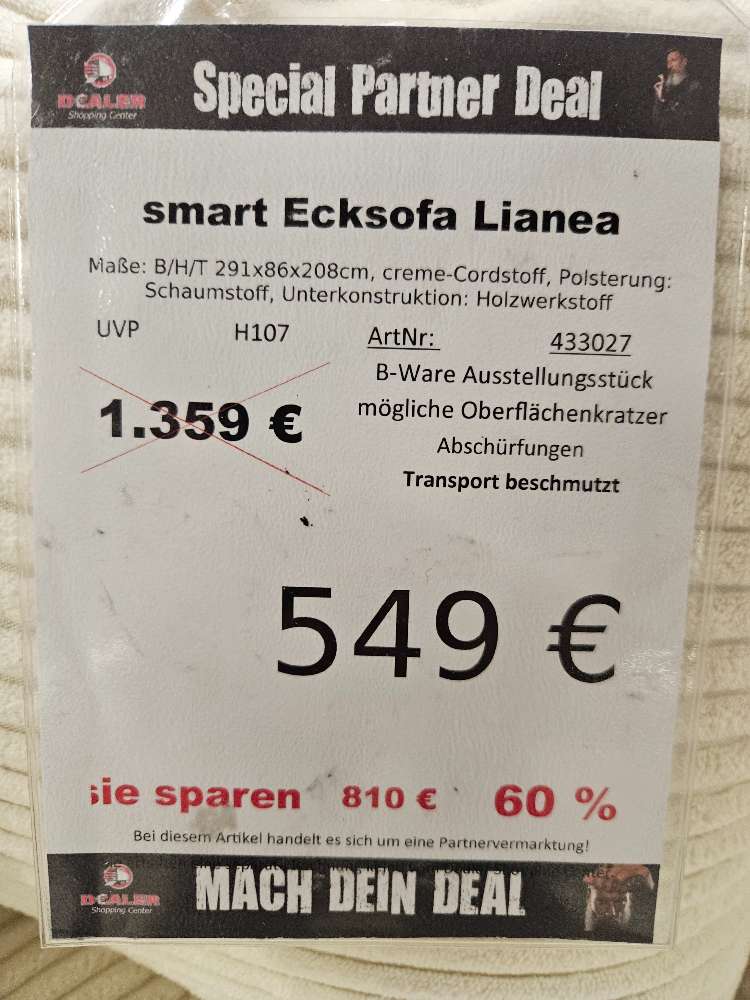 DEALER
Shopping Center
Special Partner Deal
smart Ecksofa Lianea
Maße: B/H/T 291x86x208cm, creme-Cordstoff, Polsterung:
Schaumstoff, Unterkonstruktion: Holzwerkstoff
UVP H107 ArtNr: 433027
B-Ware Ausstellungsstück
mögliche Oberflächenkratzer
1.359 €
Abschürfungen
Transport beschmutzt
549 €
sie sparen 810 € 60 %
Bei diesem Artikel handelt es sich um eine Partnervermarktung!
DEALER
Shopping Center
MACH DEIN DEAL